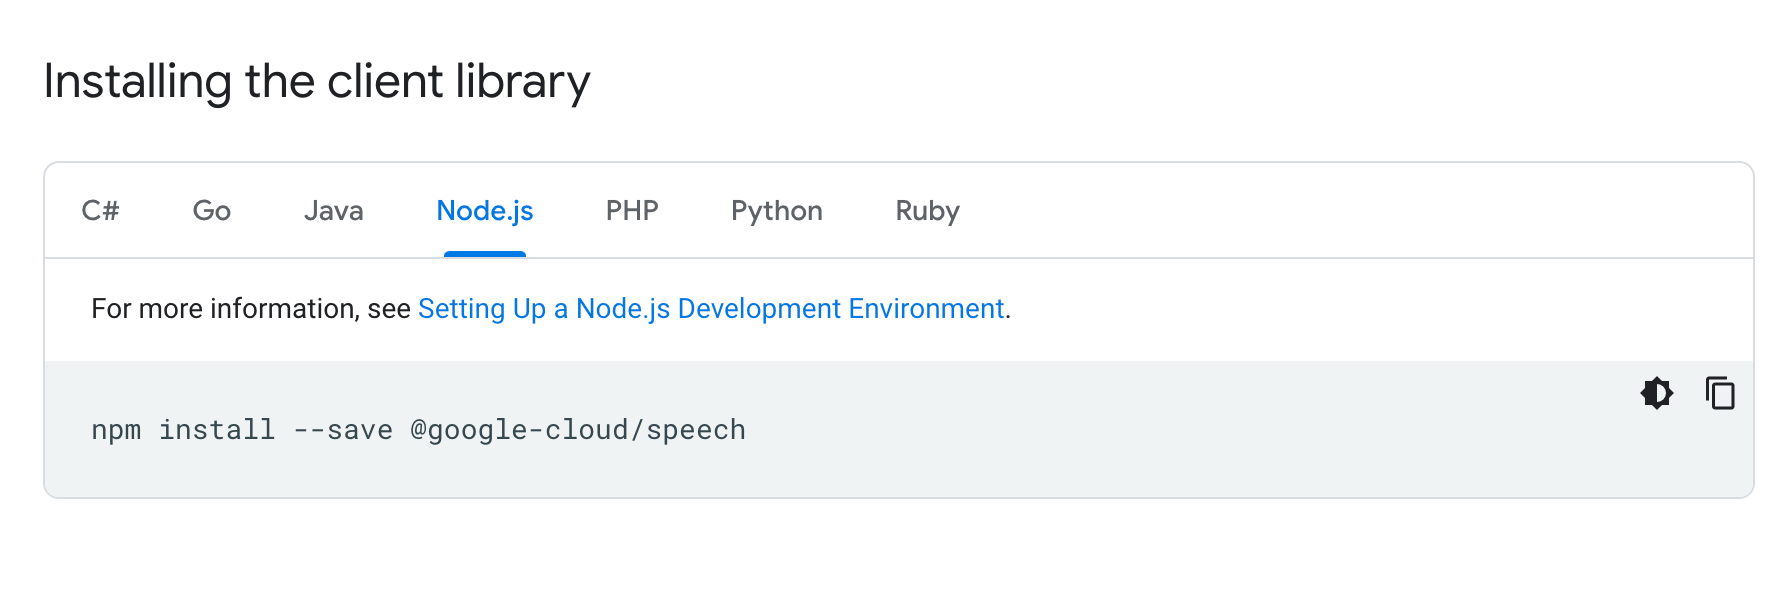 Installing the client library
C# Go Java Node.js PHP Python Ruby
For more information, see Setting Up a Node.js Development Environment.
npm install --save @google-cloud/speech